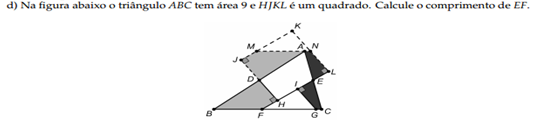 d) Na figura abaixo o triângulo ABC tem área 9 e HJKL é um quadrado. Calcule o comprimento de EF.
K
M A N
J
L
D I E
H
B F G C